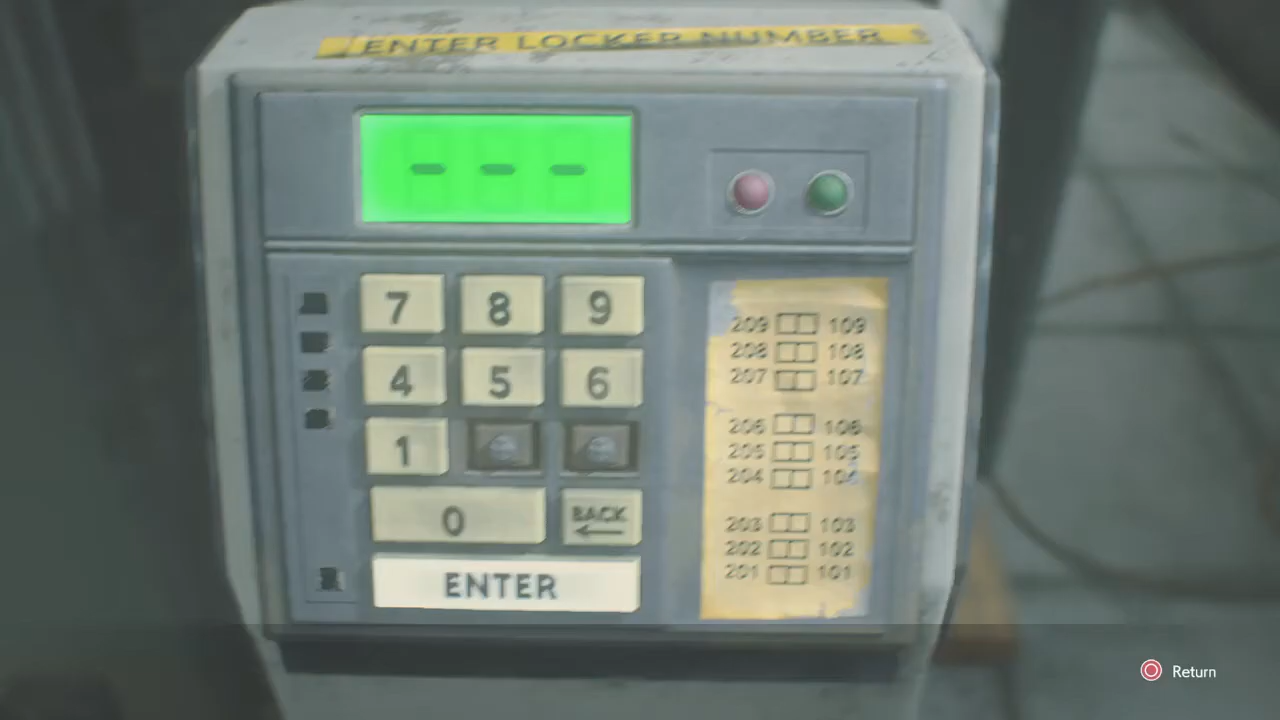 ENTER LOCKER NUMBER
- - -
7 8 9
4 5 6
1
0 BACK
ENTER
209 109
208 108
207 107
206 106
205 105
204 104
203 103
202 102
201 101
Return